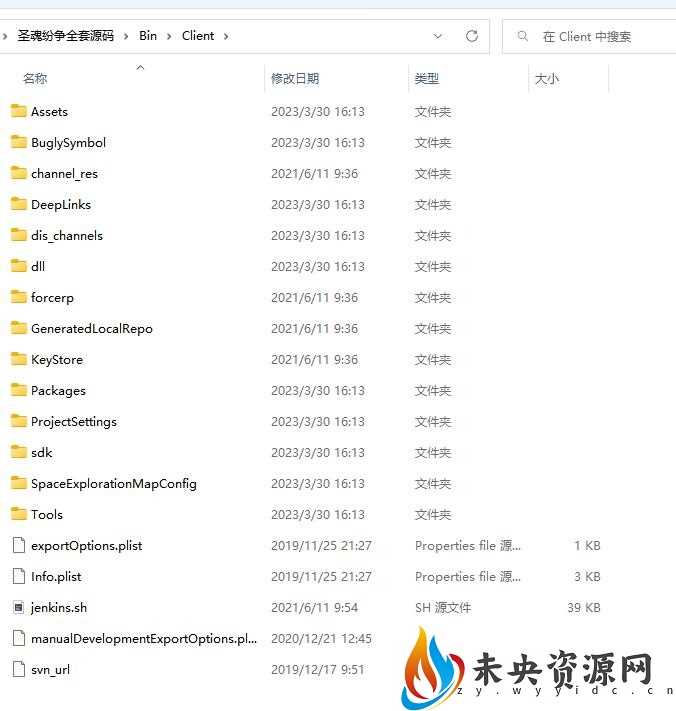 圣魂纷争全套源码 > Bin > Client > 在 Client 中搜索
名称 修改日期 类型 大小
Assets 2023/3/30 16:13 文件夹
BuglySymbol 2023/3/30 16:13 文件夹
channel_res 2021/6/11 9:36 文件夹
DeepLinks 2023/3/30 16:13 文件夹
dis_channels 2023/3/30 16:13 文件夹
dll 2023/3/30 16:13 文件夹
forcerp 2021/6/11 9:36 文件夹
GeneratedLocalRepo 2021/6/11 9:36 文件夹
KeyStore 2021/6/11 9:36 文件夹
Packages 2023/3/30 16:13 文件夹
ProjectSettings 2023/3/30 16:13 文件夹
sdk 2023/3/30 16:13 文件夹
SpaceExplorationMapConfig 2023/3/30 16:13 文件夹
Tools 2023/3/30 16:13 文件夹
exportOptions.plist 2019/11/25 21:27 Properties file 源... 1 KB
Info.plist 2019/11/25 21:27 Properties file 源... 3 KB
jenkins.sh 2021/6/11 9:54 SH 源文件 39 KB
manualDevelopmentExportOptions.pl... 2020/12/21 12:45
svn_url 2019/12/17 9:51
未央资源网
zy.wyyidc.cn